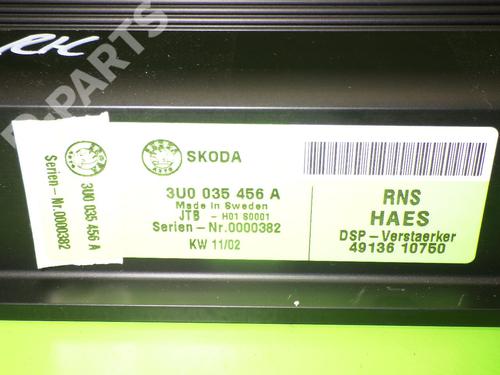 RH
B-PARTS
SKODA
3U0 035 456 A
Made in Sweden
JTB - H01 S0001
Serien-Nr.0000382
KW 11/02
RNS
HAES
DSP-Verstaerker
49136 10750
3U0 035 456 A
Serien-Nr.0000382